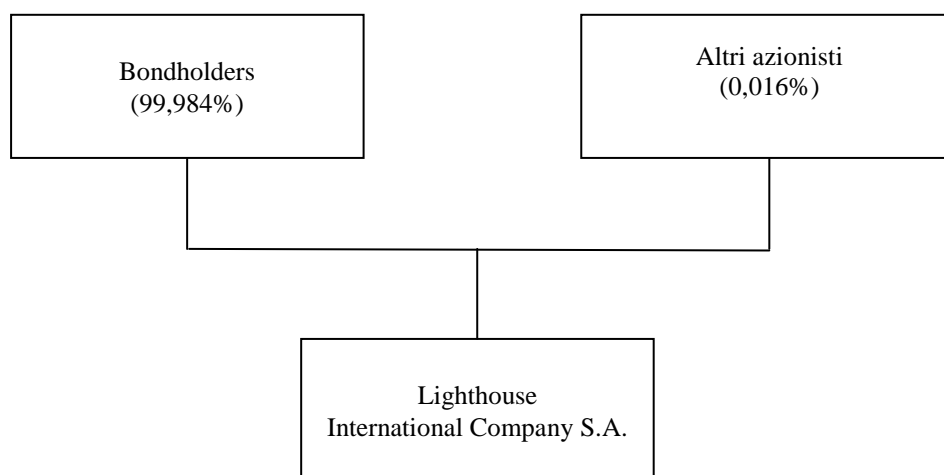 Bondholders
(99,984%)
Altri azionisti
(0,016%)
Lighthouse
International Company S.A.